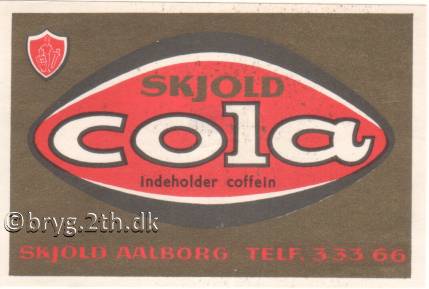 SKJOLD
cola
indeholder coffein
© bryg.2th.dk
SKJOLD AALBORG TELF. 3 33 66